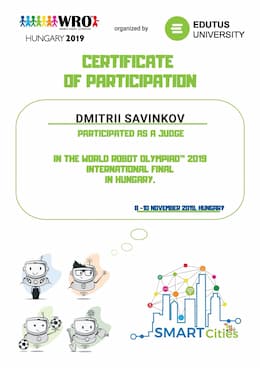 WRO
organized by
EDUTUS
UNIVERSITY
HUNGARY 2019
CERTIFICATE
OF PARTICIPATION
DMITRII SAVINKOV
PARTICIPATED AS A JUDGE
IN THE WORLD ROBOT OLYMPIAD™ 2019
INTERNATIONAL FINAL
IN HUNGARY.
8 -10 NOVEMBER 2019, HUNGARY
SMART Cities